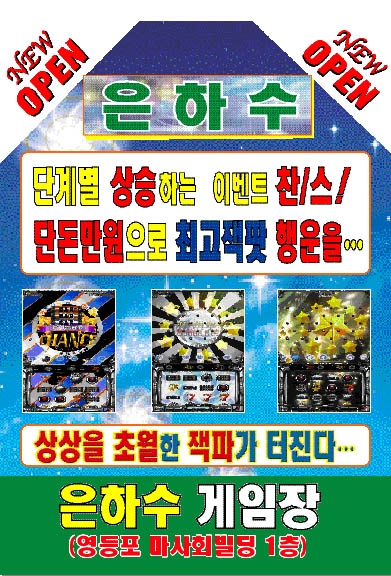 NEW OPEN
NEW OPEN
은하수
단계별 상승하는 이벤트 찬/스/
단돈만원으로 최고잭팟 행운을…
CHANCE
상상을 초월한 잭파가 터진다…
은하수 게임장
(영등포 마사회빌딩 1층)